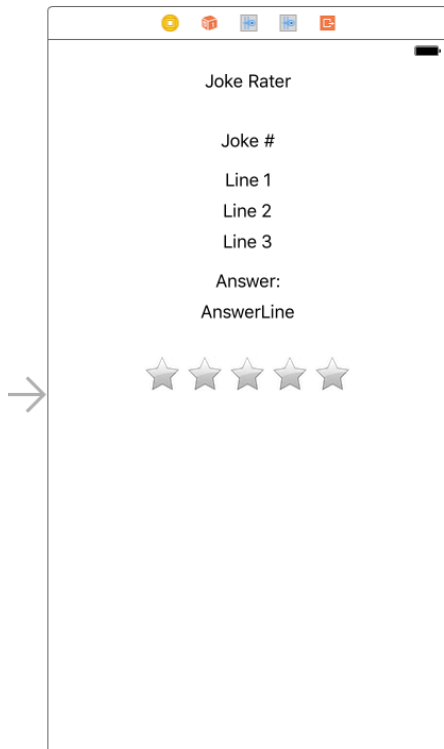 Joke Rater
Joke #
Line 1
Line 2
Line 3
Answer:
AnswerLine